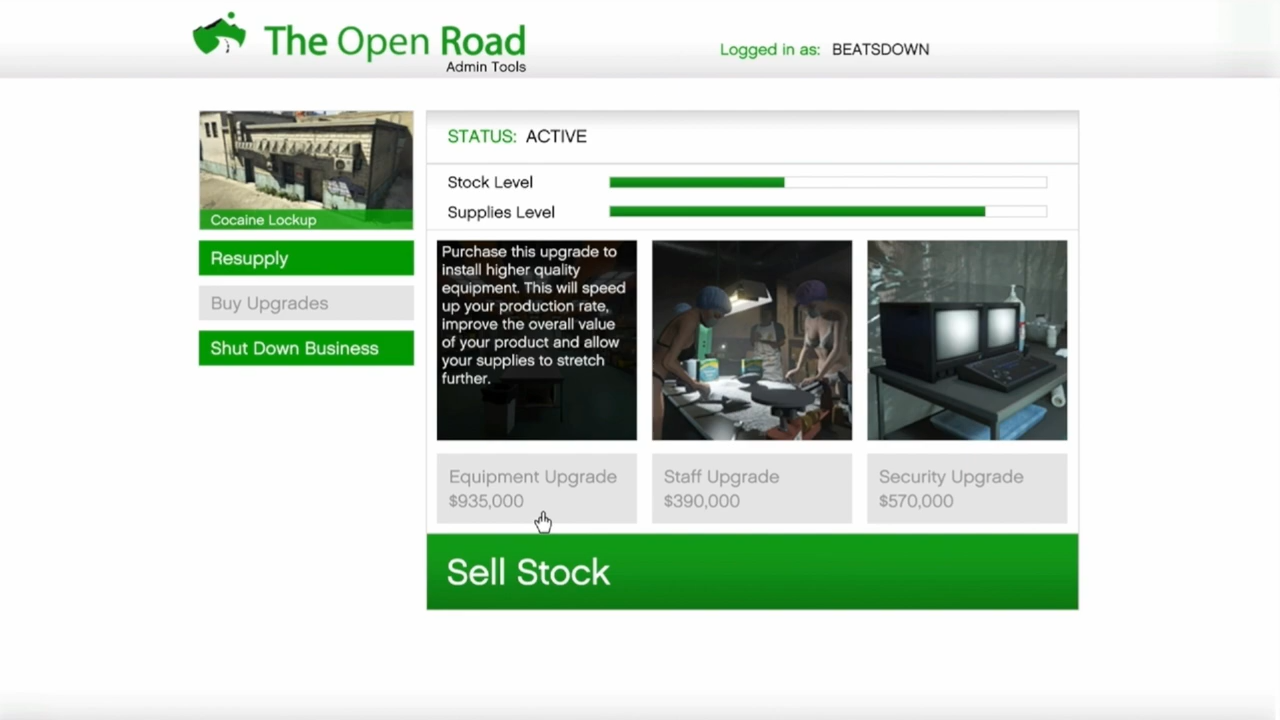 The Open Road
Admin Tools
Logged in as: BEATSDOWN
Cocaine Lockup
Resupply
Buy Upgrades
Shut Down Business
STATUS: ACTIVE
Stock Level
Supplies Level
Purchase this upgrade to
install higher quality
equipment. This will speed
up your production rate,
improve the overall value
of your product and allow
your supplies to stretch
further.
Equipment Upgrade
$935,000
Staff Upgrade
$390,000
Security Upgrade
$570,000
Sell Stock